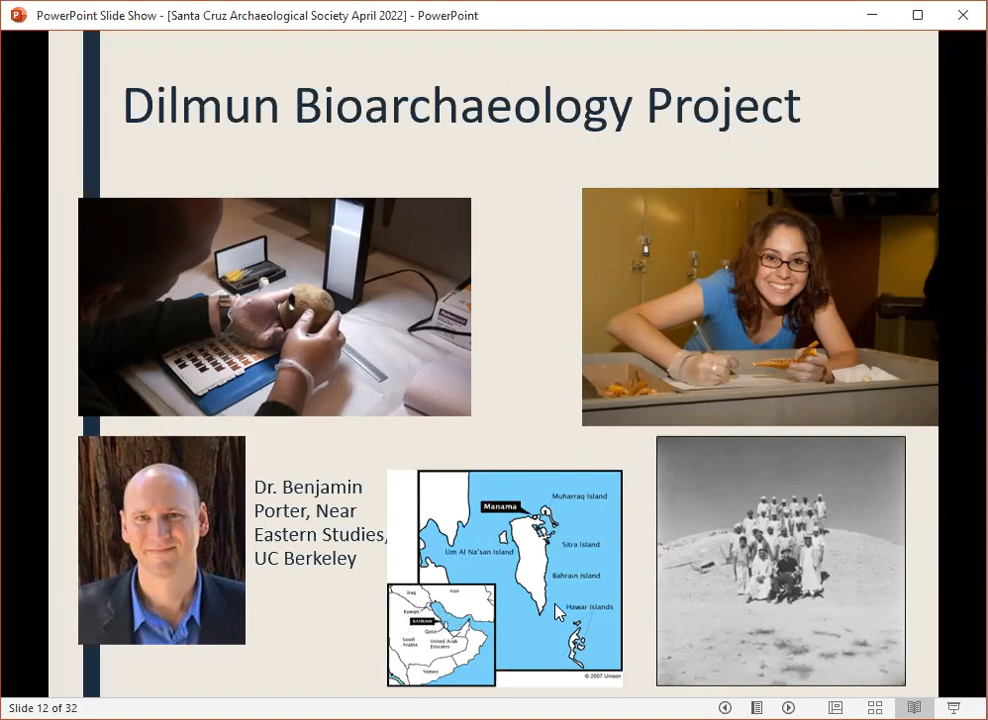 PowerPoint Slide Show - [Santa Cruz Archaeological Society April 2022] - PowerPoint
Dilmun Bioarchaeology Project
Dr. Benjamin
Porter, Near
Eastern Studies,
UC Berkeley
Muharraq Island
Manama
Sitra Island
Um Al Na'san Island
Bahrain Island
Hawar Islands
Iraq
Iran
Kuwait
BAHRAIN
Qatar
Saudi
Arabia
United Arab
Emirates
Yemen
© 2007 Unison
Slide 12 of 32